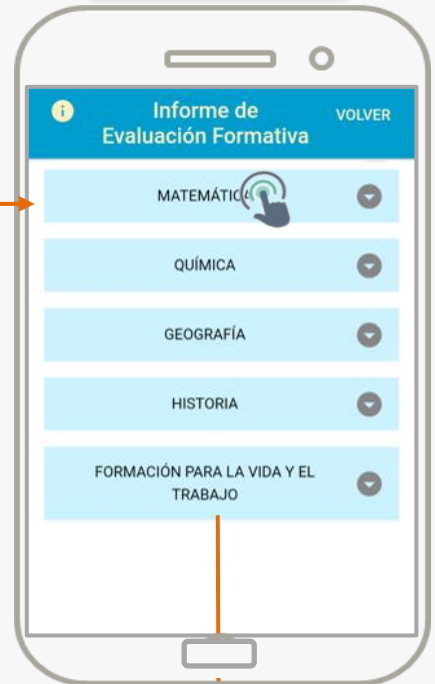 i
Informe de
Evaluación Formativa
VOLVER
MATEMÁTICA
QUÍMICA
GEOGRAFÍA
HISTORIA
FORMACIÓN PARA LA VIDA Y EL
TRABAJO